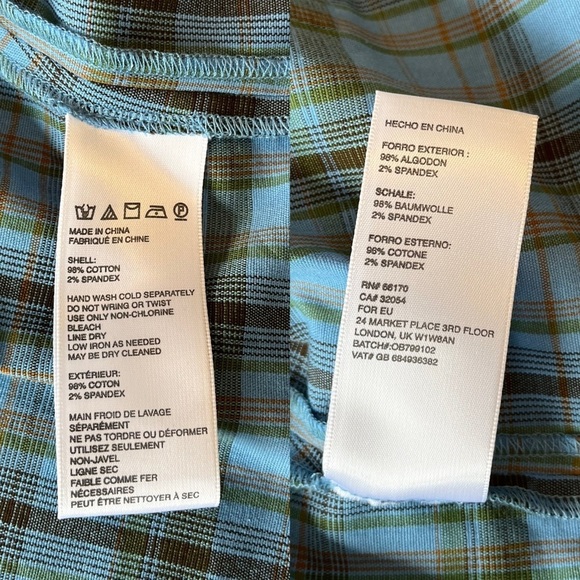 MADE IN CHINA
FABRIQUÉ EN CHINE
SHELL:
98% COTTON
2% SPANDEX
HAND WASH COLD SEPARATELY
DO NOT WRING OR TWIST
USE ONLY NON-CHLORINE
BLEACH
LINE DRY
LOW IRON AS NEEDED
MAY BE DRY CLEANED
EXTÉRIEUR:
98% COTON
2% SPANDEX
MAIN FROID DE LAVAGE
SÉPARÉMENT
NE PAS TORDRE OU DÉFORMER
UTILISEZ SEULEMENT
NON-JAVEL
LIGNE SEC
FAIBLE COMME FER
NÉCESSAIRES
PEUT ÊTRE NETTOYER À SEC
HECHO EN CHINA
FORRO EXTERIOR :
98% ALGODON
2% SPANDEX
SCHALE:
98% BAUMWOLLE
2% SPANDEX
FORRO ESTERNO:
98% COTONE
2% SPANDEX
RN# 66170
CA# 32054
FOR EU
24 MARKET PLACE 3RD FLOOR
LONDON, UK W1W8AN
BATCH#:OB799102
VAT# GB 684936382